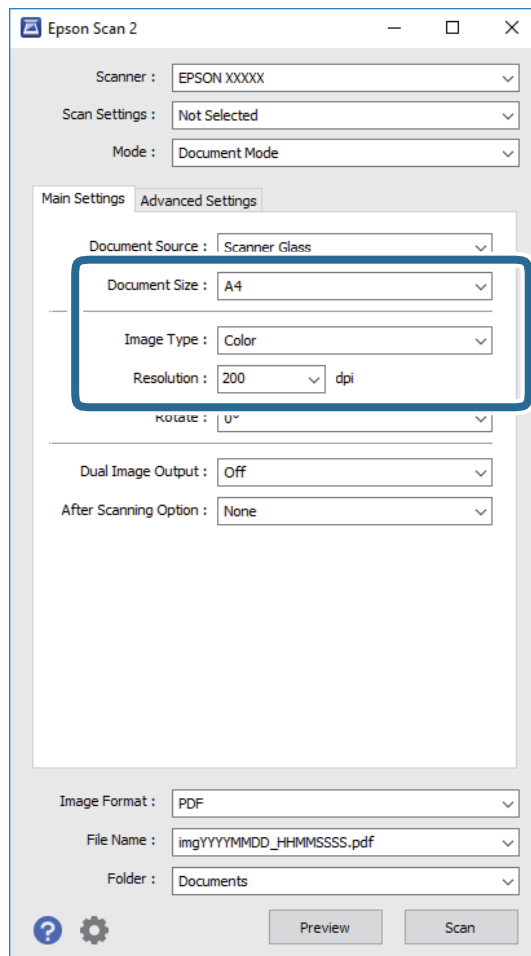 Epson Scan 2
Scanner : EPSON XXXXX
Scan Settings : Not Selected
Mode : Document Mode
Main Settings Advanced Settings
Document Source : Scanner Glass
Document Size : A4
Image Type : Color
Resolution : 200 dpi
Rotate : 0º
Dual Image Output : Off
After Scanning Option : None
Image Format : PDF
File Name : imgYYYYMMDD_HHMMSSSS.pdf
Folder : Documents
? Preview Scan